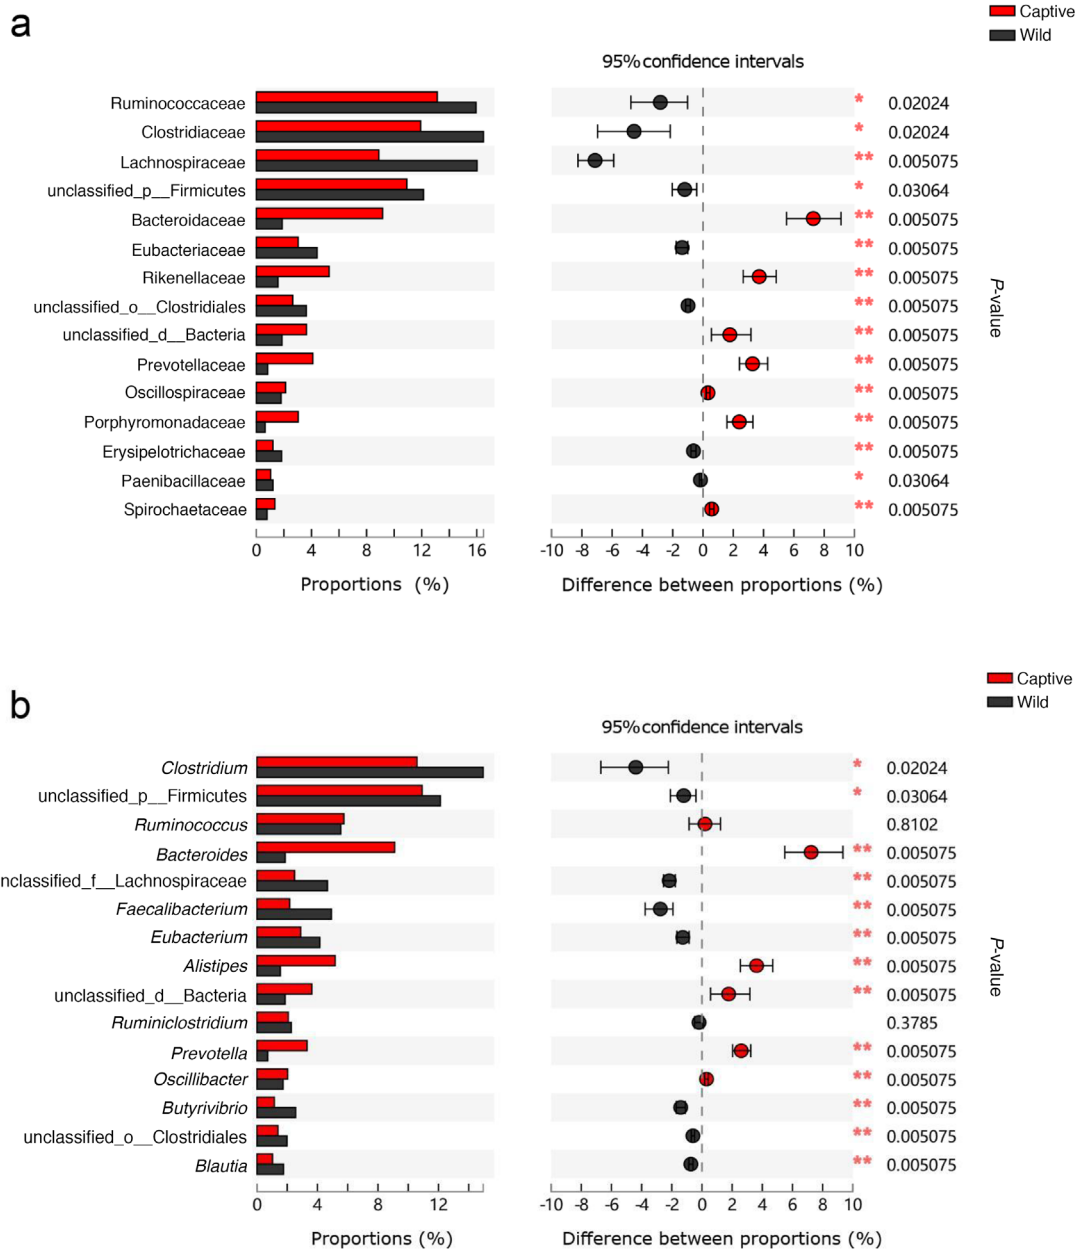 a
Captive
Wild
95% confidence intervals
Ruminococcaceae * 0.02024
Clostridiaceae * 0.02024
Lachnospiraceae ** 0.005075
unclassified_p__Firmicutes * 0.03064
Bacteroidaceae ** 0.005075
Eubacteriaceae ** 0.005075
Rikenellaceae ** 0.005075
unclassified_o__Clostridiales ** 0.005075
unclassified_d__Bacteria ** 0.005075
Prevotellaceae ** 0.005075
Oscillospiraceae ** 0.005075
Porphyromonadaceae ** 0.005075
Erysipelotrichaceae ** 0.005075
Paenibacillaceae * 0.03064
Spirochaetaceae ** 0.005075
P-value
0 4 8 12 16 -10 -8 -6 -4 -2 0 2 4 6 8 10
Proportions (%) Difference between proportions (%)
b
Captive
Wild
95% confidence intervals
Clostridium * 0.02024
unclassified_p__Firmicutes * 0.03064
Ruminococcus 0.8102
Bacteroides ** 0.005075
nclassified_f__Lachnospiraceae ** 0.005075
Faecalibacterium ** 0.005075
Eubacterium ** 0.005075
Alistipes ** 0.005075
unclassified_d__Bacteria ** 0.005075
Ruminiclostridium 0.3785
Prevotella ** 0.005075
Oscillibacter ** 0.005075
Butyrivibrio ** 0.005075
unclassified_o__Clostridiales ** 0.005075
Blautia ** 0.005075
P-value
0 4 8 12 -10 -8 -6 -4 -2 0 2 4 6 8 10
Proportions (%) Difference between proportions (%)